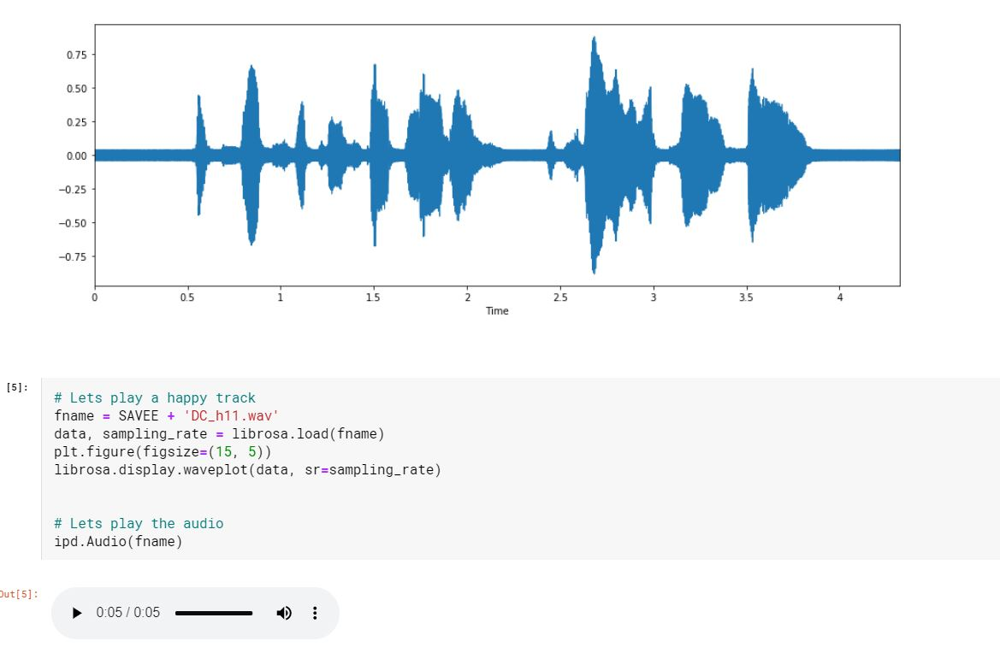 0.75
0.50
0.25
0.00
−0.25
−0.50
−0.75
0 0.5 1 1.5 2 2.5 3 3.5 4
Time
[5]:
# Lets play a happy track
fname = SAVEE + 'DC_h11.wav'
data, sampling_rate = librosa.load(fname)
plt.figure(figsize=(15, 5))
librosa.display.waveplot(data, sr=sampling_rate)
# Lets play the audio
ipd.Audio(fname)
Out[5]:
0:05 / 0:05